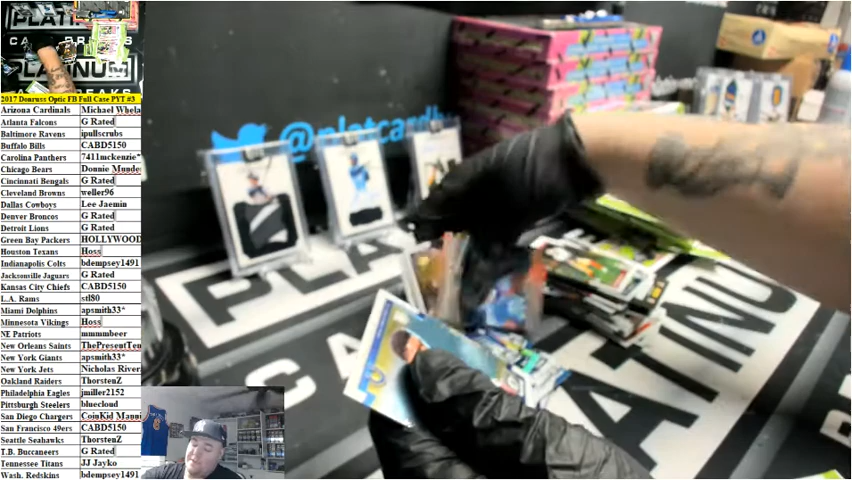 PLATINUM
2017 Donruss Optic FB Full Case PYT #3
Arizona Cardinals Michael Whela
Atlanta Falcons G Rated
Baltimore Ravens ipullscrubs
Buffalo Bills CABD5150
Carolina Panthers 7411mckenzie*
Chicago Bears Donnie Mundes
Cincinnati Bengals G Rated
Cleveland Browns weller96
Dallas Cowboys Lee Jaemin
Denver Broncos G Rated
Detroit Lions G Rated
Green Bay Packers HOLLYWOOD
Houston Texans Hoss
Indianapolis Colts bdempsey1491
Jacksonville Jaguars G Rated
Kansas City Chiefs CABD5150
L.A. Rams stl80
Miami Dolphins apsmith33*
Minnesota Vikings Hoss
NE Patriots mmmmbeer
New Orleans Saints ThePresentTen
New York Giants apsmith33*
New York Jets Nicholas River
Oakland Raiders ThorstenZ
Philadelphia Eagles jmiller2152
Pittsburgh Steelers bluecloud
San Diego Chargers CoinKid Manni
San Francisco 49ers CABD5150
Seattle Seahawks ThorstenZ
T.B. Buccaneers G Rated
Tennessee Titans JJ Jayko
Wash. Redskins bdempsey1491
@platcardb
PLATINUM